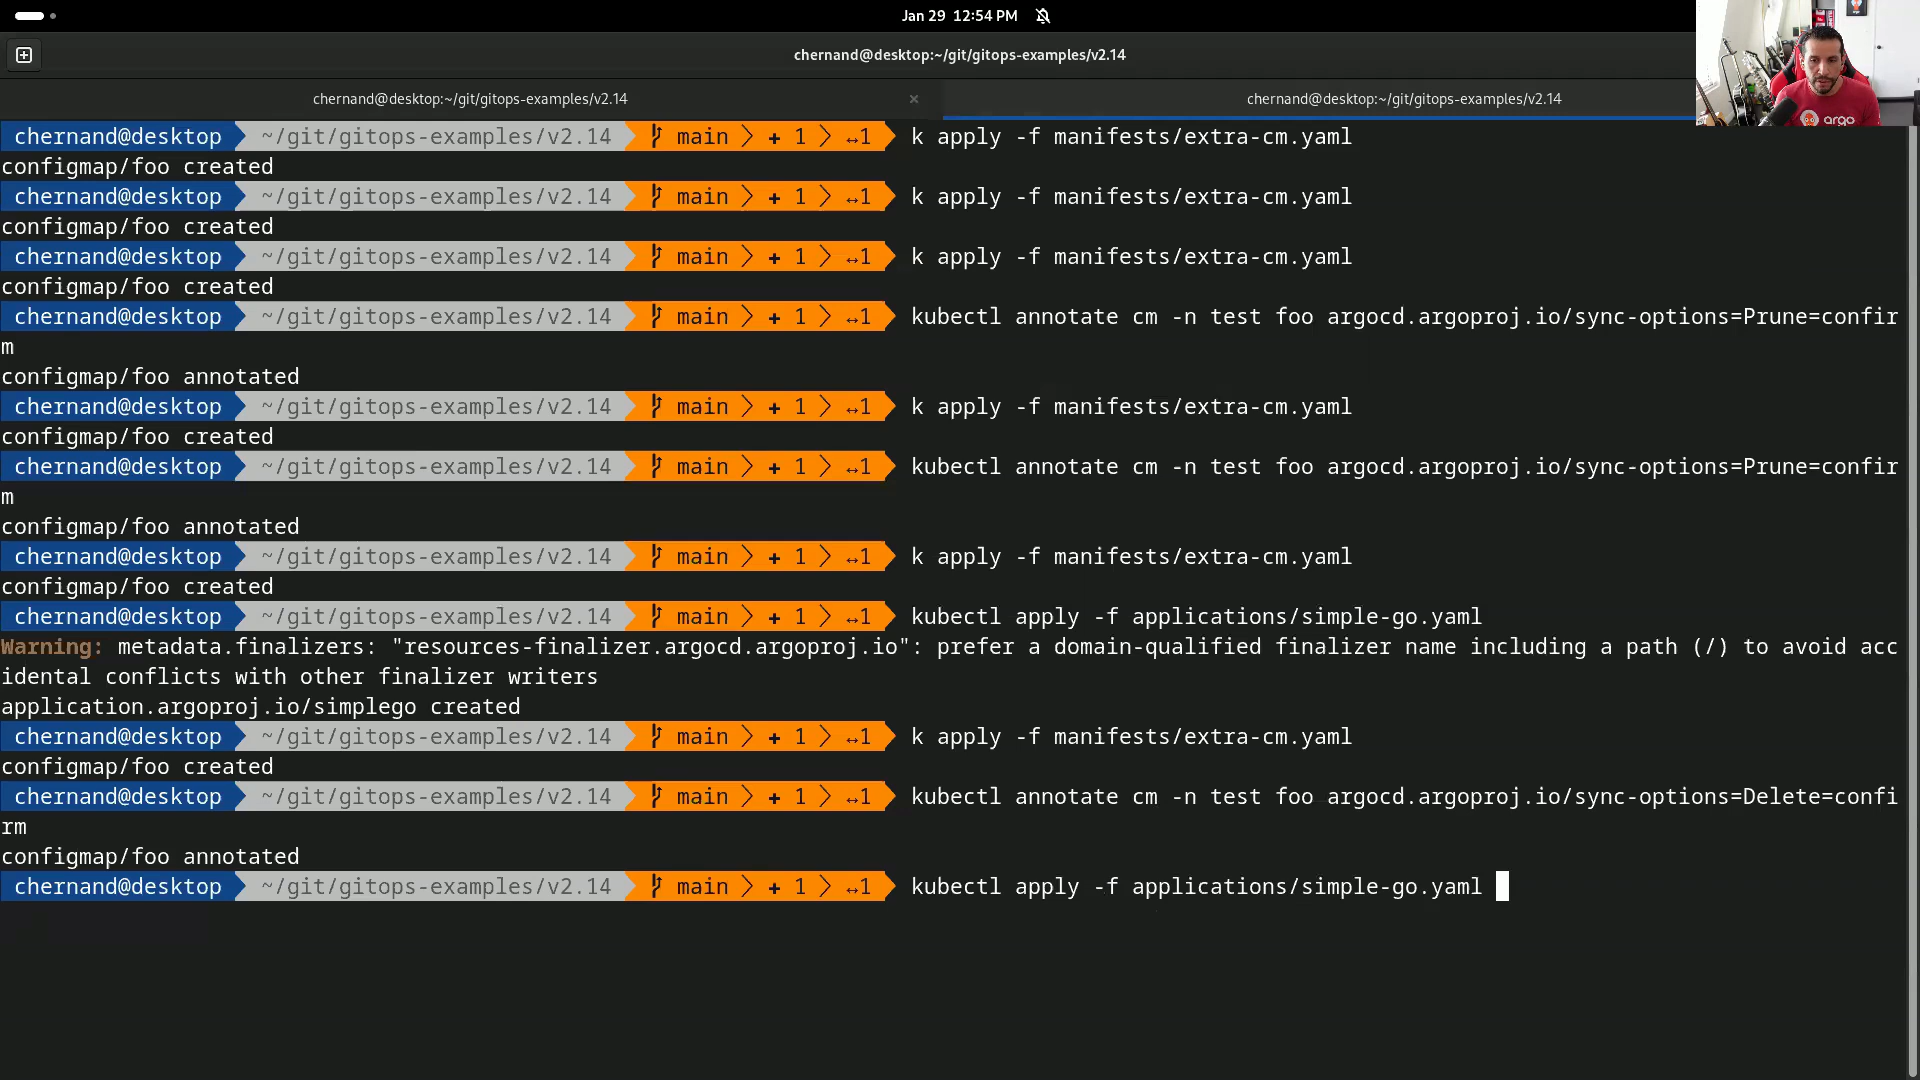 Jan 29 12:54 PM
chernand@desktop:~/git/gitops-examples/v2.14
chernand@desktop:~/git/gitops-examples/v2.14 × chernand@desktop:~/git/gitops-examples/v2.14
argo
chernand@desktop ~/git/gitops-examples/v2.14 main + 1 ↔1 k apply -f manifests/extra-cm.yaml
configmap/foo created
chernand@desktop ~/git/gitops-examples/v2.14 main + 1 ↔1 k apply -f manifests/extra-cm.yaml
configmap/foo created
chernand@desktop ~/git/gitops-examples/v2.14 main + 1 ↔1 k apply -f manifests/extra-cm.yaml
configmap/foo created
chernand@desktop ~/git/gitops-examples/v2.14 main + 1 ↔1 kubectl annotate cm -n test foo argocd.argoproj.io/sync-options=Prune=confir
m
configmap/foo annotated
chernand@desktop ~/git/gitops-examples/v2.14 main + 1 ↔1 k apply -f manifests/extra-cm.yaml
configmap/foo created
chernand@desktop ~/git/gitops-examples/v2.14 main + 1 ↔1 kubectl annotate cm -n test foo argocd.argoproj.io/sync-options=Prune=confir
m
configmap/foo annotated
chernand@desktop ~/git/gitops-examples/v2.14 main + 1 ↔1 k apply -f manifests/extra-cm.yaml
configmap/foo created
chernand@desktop ~/git/gitops-examples/v2.14 main + 1 ↔1 kubectl apply -f applications/simple-go.yaml
Warning: metadata.finalizers: "resources-finalizer.argocd.argoproj.io": prefer a domain-qualified finalizer name including a path (/) to avoid acc
idental conflicts with other finalizer writers
application.argoproj.io/simplego created
chernand@desktop ~/git/gitops-examples/v2.14 main + 1 ↔1 k apply -f manifests/extra-cm.yaml
configmap/foo created
chernand@desktop ~/git/gitops-examples/v2.14 main + 1 ↔1 kubectl annotate cm -n test foo argocd.argoproj.io/sync-options=Delete=confi
rm
configmap/foo annotated
chernand@desktop ~/git/gitops-examples/v2.14 main + 1 ↔1 kubectl apply -f applications/simple-go.yaml